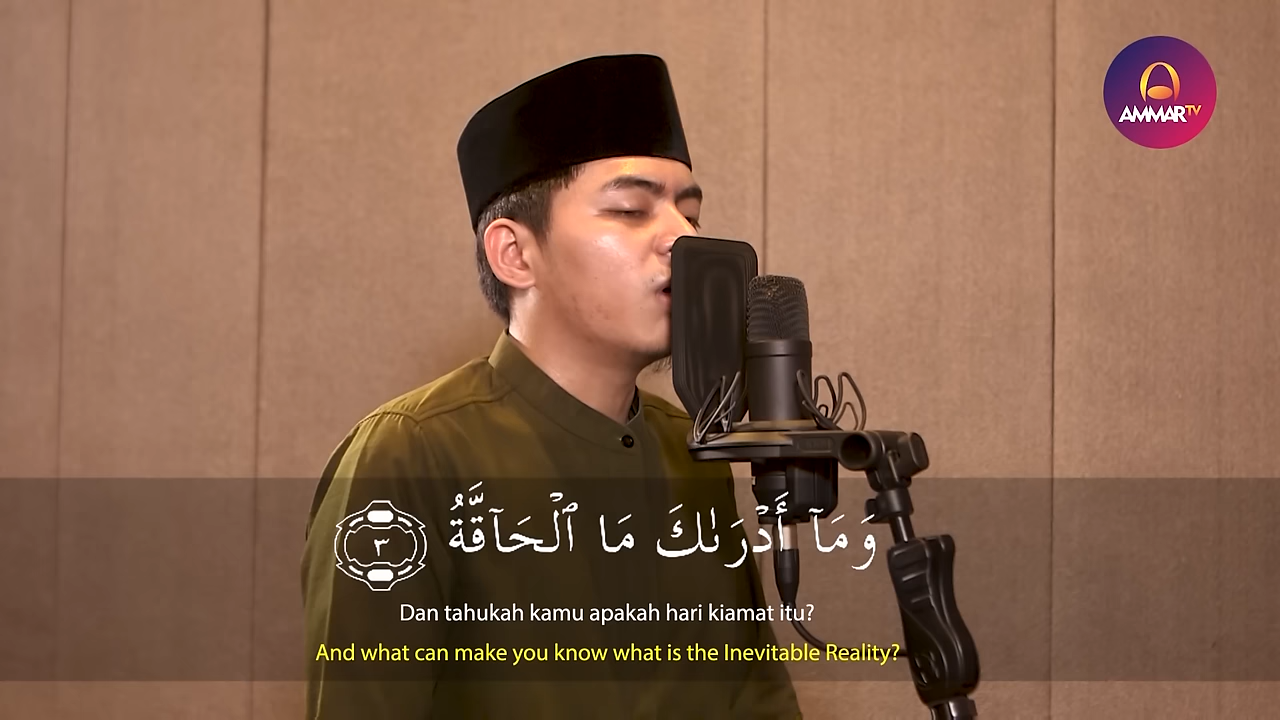 AMMARTV
وَمَآ أَدْرَىٰكَ مَا ٱلْحَآقَّةُ ٣
Dan tahukah kamu apakah hari kiamat itu?
And what can make you know what is the Inevitable Reality?